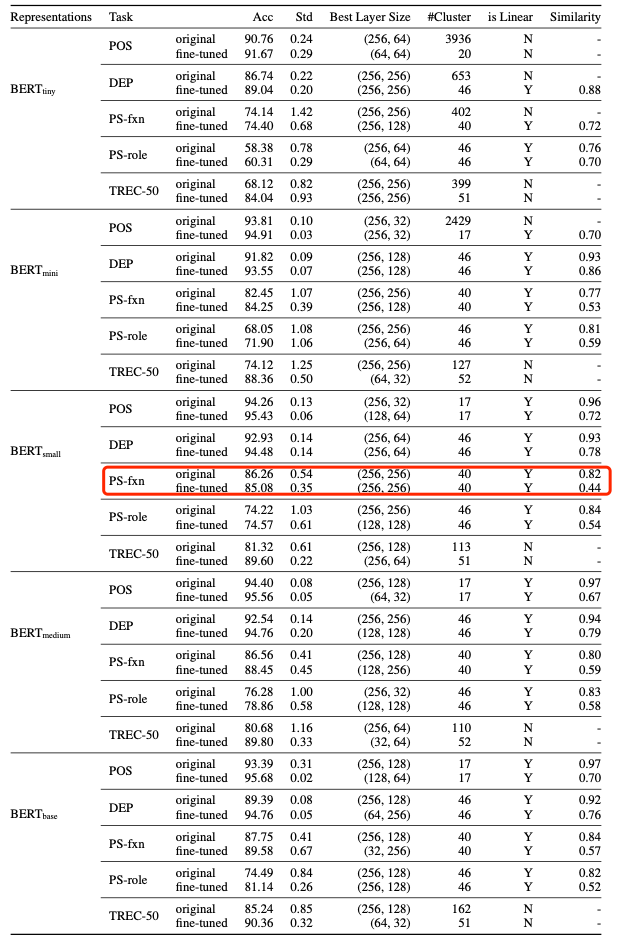 Representations Task Acc Std Best Layer Size #Cluster is Linear Similarity
BERTtiny POS original 90.76 0.24 (256, 64) 3936 N -
fine-tuned 91.67 0.29 (64, 64) 20 N -
DEP original 86.74 0.22 (256, 256) 653 N -
fine-tuned 89.04 0.20 (256, 256) 46 Y 0.88
PS-fxn original 74.14 1.42 (256, 256) 402 N -
fine-tuned 74.40 0.68 (256, 128) 40 Y 0.72
PS-role original 58.38 0.78 (256, 64) 46 Y 0.76
fine-tuned 60.31 0.29 (64, 64) 46 Y 0.70
TREC-50 original 68.12 0.82 (256, 256) 399 N -
fine-tuned 84.04 0.93 (256, 256) 51 N -
BERTmini POS original 93.81 0.10 (256, 32) 2429 N -
fine-tuned 94.91 0.03 (256, 32) 17 Y 0.70
DEP original 91.82 0.09 (256, 128) 46 Y 0.93
fine-tuned 93.55 0.07 (256, 128) 46 Y 0.86
PS-fxn original 82.45 1.07 (256, 256) 40 Y 0.77
fine-tuned 84.25 0.39 (256, 128) 40 Y 0.53
PS-role original 68.05 1.08 (256, 256) 46 Y 0.81
fine-tuned 71.90 1.06 (256, 64) 46 Y 0.59
TREC-50 original 74.12 1.25 (256, 256) 127 N -
fine-tuned 88.36 0.50 (64, 32) 52 N -
BERTsmall POS original 94.26 0.13 (256, 32) 17 Y 0.96
fine-tuned 95.43 0.06 (128, 64) 17 Y 0.72
DEP original 92.93 0.14 (256, 64) 46 Y 0.93
fine-tuned 94.48 0.14 (256, 64) 46 Y 0.78
PS-fxn original 86.26 0.54 (256, 256) 40 Y 0.82
fine-tuned 85.08 0.35 (256, 256) 40 Y 0.44
PS-role original 74.22 1.03 (256, 256) 46 Y 0.84
fine-tuned 74.57 0.61 (128, 128) 46 Y 0.54
TREC-50 original 81.32 0.61 (256, 128) 113 N -
fine-tuned 89.60 0.22 (256, 64) 51 N -
BERTmedium POS original 94.40 0.08 (256, 128) 17 Y 0.97
fine-tuned 95.56 0.05 (64, 32) 17 Y 0.67
DEP original 92.54 0.14 (256, 256) 46 Y 0.94
fine-tuned 94.76 0.20 (128, 128) 46 Y 0.79
PS-fxn original 86.56 0.41 (256, 128) 40 Y 0.80
fine-tuned 88.45 0.45 (128, 256) 40 Y 0.59
PS-role original 76.28 1.00 (256, 32) 46 Y 0.83
fine-tuned 78.86 0.58 (128, 128) 46 Y 0.58
TREC-50 original 80.68 1.16 (256, 64) 110 N -
fine-tuned 89.80 0.33 (32, 64) 52 N -
BERTbase POS original 93.39 0.31 (256, 128) 17 Y 0.97
fine-tuned 95.68 0.02 (128, 64) 17 Y 0.70
DEP original 89.39 0.08 (256, 128) 46 Y 0.92
fine-tuned 94.76 0.05 (64, 256) 46 Y 0.76
PS-fxn original 87.75 0.41 (256, 128) 40 Y 0.84
fine-tuned 89.58 0.67 (32, 256) 40 Y 0.57
PS-role original 74.49 0.84 (256, 128) 46 Y 0.82
fine-tuned 81.14 0.26 (256, 256) 46 Y 0.52
TREC-50 original 85.24 0.85 (256, 128) 162 N -
fine-tuned 90.36 0.32 (64, 32) 51 N -